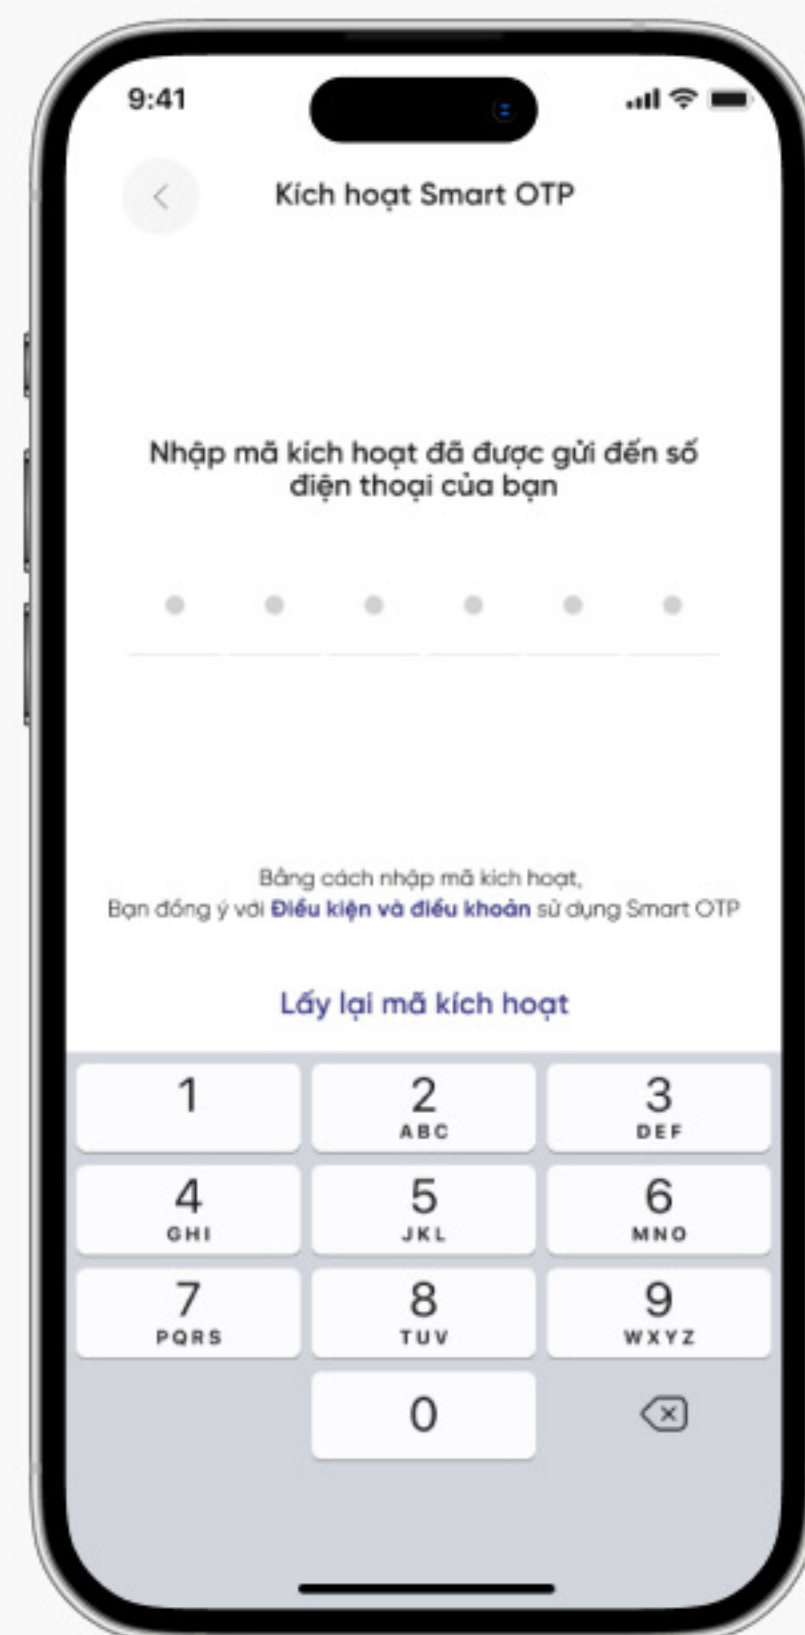 9:41
Kích hoạt Smart OTP
Nhập mã kích hoạt đã được gửi đến số
điện thoại của bạn
Bằng cách nhập mã kích hoạt,
Bạn đồng ý với Điều kiện và điều khoản sử dụng Smart OTP
Lấy lại mã kích hoạt
1 2 3
ABC DEF
4 5 6
GHI JKL MNO
7 8 9
PQRS TUV WXYZ
0